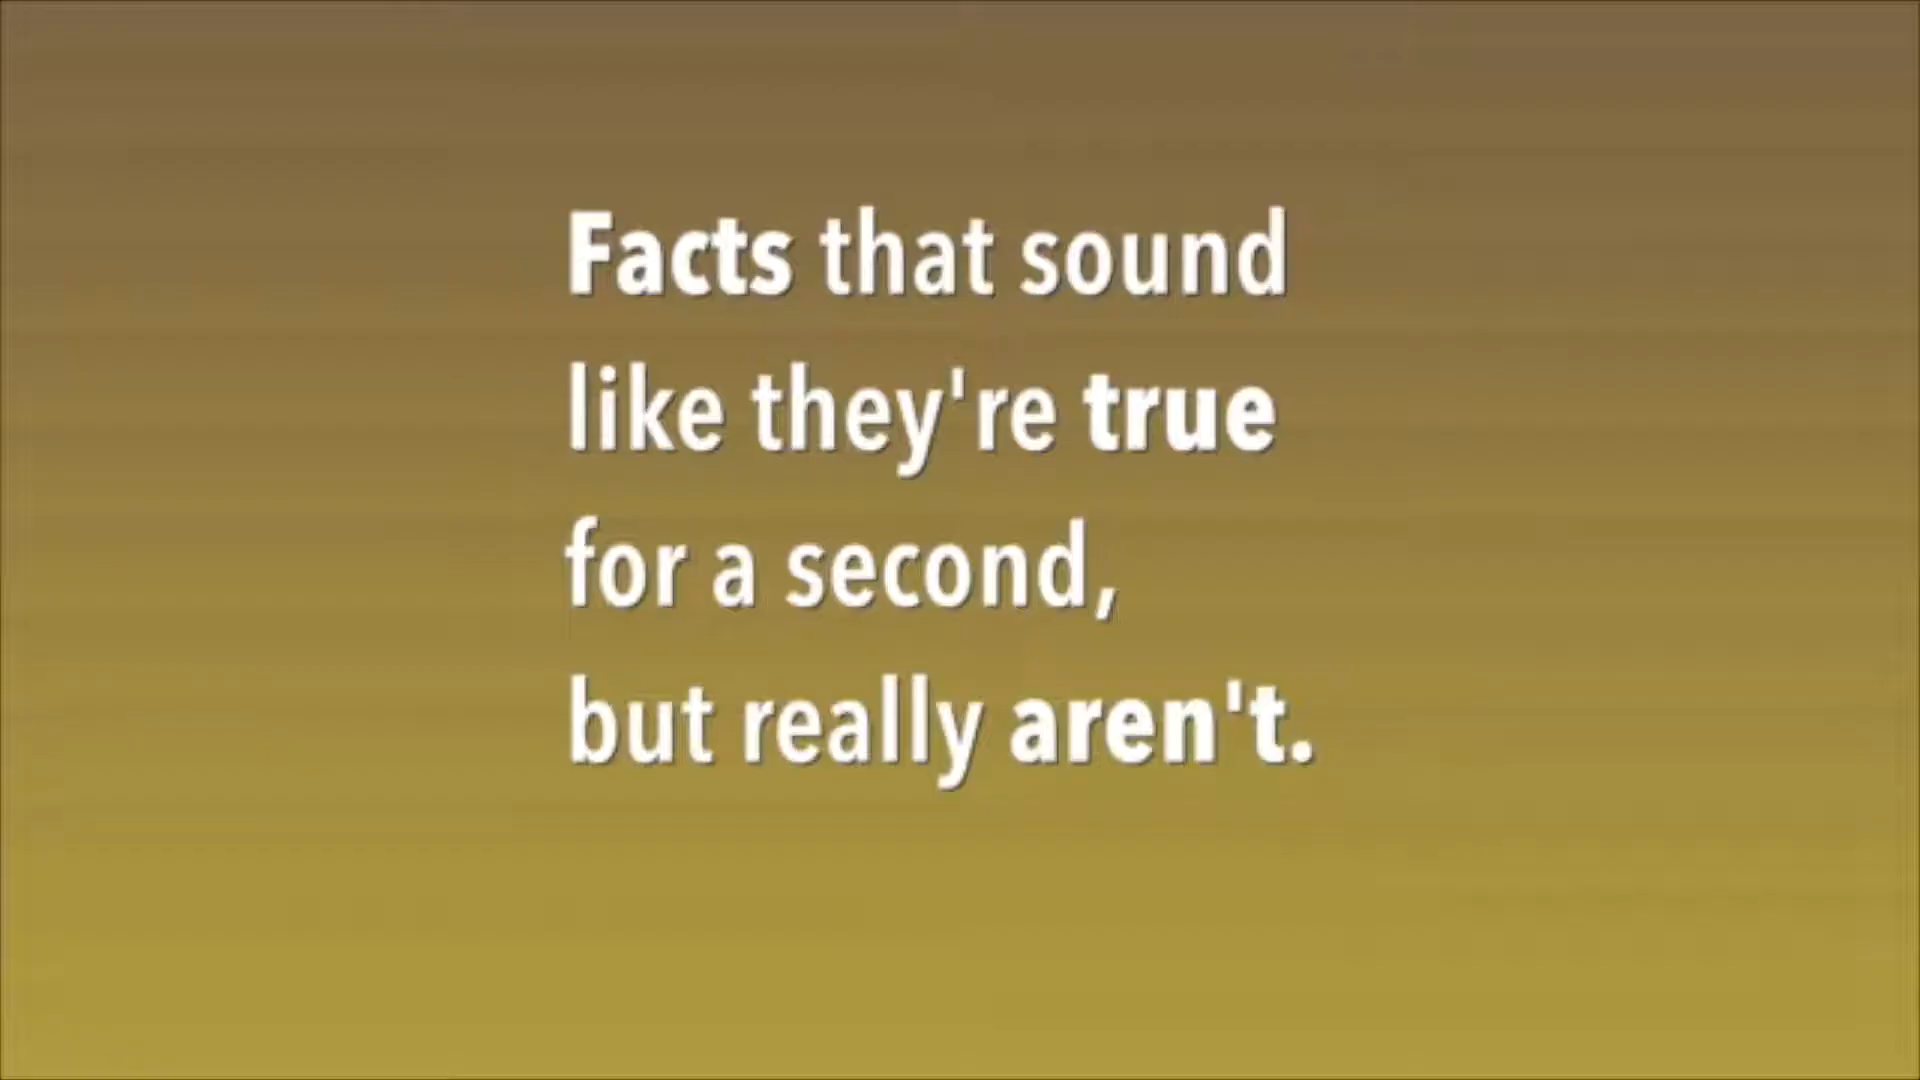 Facts that sound
like they're true
for a second,
but really aren't.